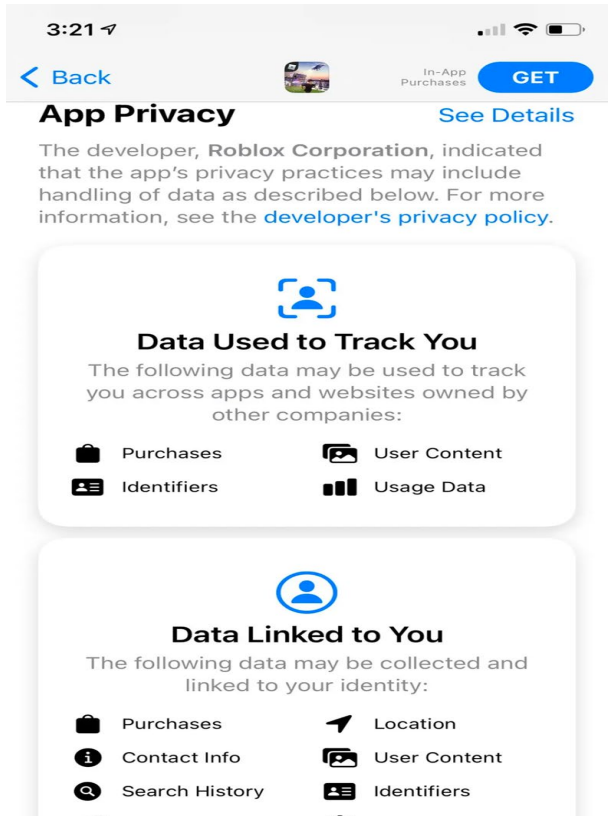 3:21
Back
In-App
Purchases
GET
App Privacy
See Details
The developer, Roblox Corporation, indicated
that the app's privacy practices may include
handling of data as described below. For more
information, see the developer's privacy policy.
Data Used to Track You
The following data may be used to track
you across apps and websites owned by
other companies:
Purchases
User Content
Identifiers
Usage Data
Data Linked to You
The following data may be collected and
linked to your identity:
Purchases
Location
Contact Info
User Content
Search History
Identifiers